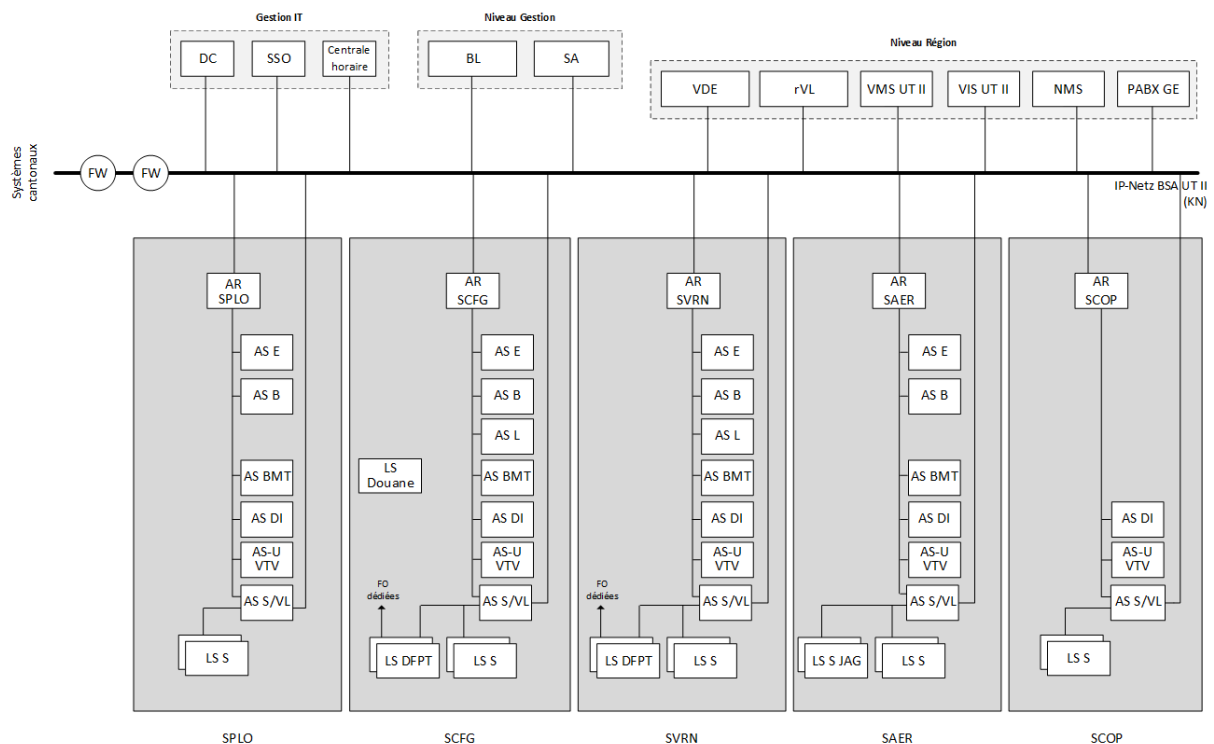 Gestion IT
Niveau Gestion
Niveau Région
DC
SSO
Centrale
horaire
BL
SA
VDE
rVL
VMS UT II
VIS UT II
NMS
PABX GE
Systèmes
cantonaux
FW
FW
IP-Netz BSA UT II
(KN)
AR
SPLO
AS E
AS B
AS BMT
AS DI
AS-U
VTV
AS S/VL
LS S
SPLO
AR
SCFG
AS E
AS B
AS L
LS
Douane
AS BMT
AS DI
AS-U
VTV
FO
dédiées
AS S/VL
LS DFPT
LS S
SCFG
AR
SVRN
AS E
AS B
AS L
AS BMT
AS DI
AS-U
VTV
FO
dédiées
AS S/VL
LS DFPT
LS S
SVRN
AR
SAER
AS E
AS B
AS BMT
AS DI
AS-U
VTV
AS S/VL
LS S JAG
LS S
SAER
AR
SCOP
AS DI
AS-U
VTV
AS S/VL
LS S
SCOP